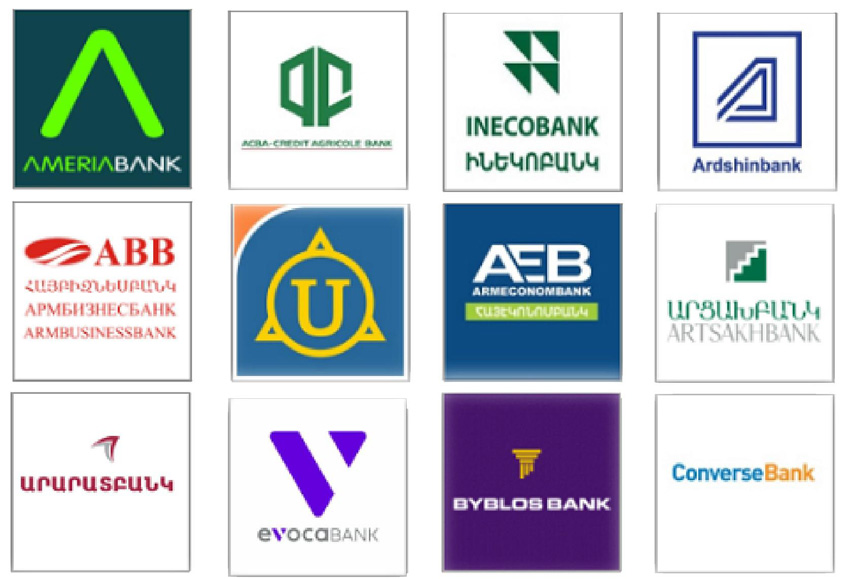 AMERIABANK
ACBA-CREDIT AGRICOLE BANK
INECOBANK
ԻՆԵԿՈԲԱՆԿ
Ardshinbank
ABB
ՀԱՅԲԻԶՆԵՍԲԱՆԿ
АРМБИЗНЕСБАНК
ARMBUSINESSBANK
U
AEB
ARMECONOMBANK
ՀԱՅԷԿՈՆՈՄԲԱՆԿ
ԱՐՑԱԽԲԱՆԿ
ARTSAKHBANK
ԱՐԱՐԱՏԲԱՆԿ
evocaBANK
BYBLOS BANK
ConverseBank